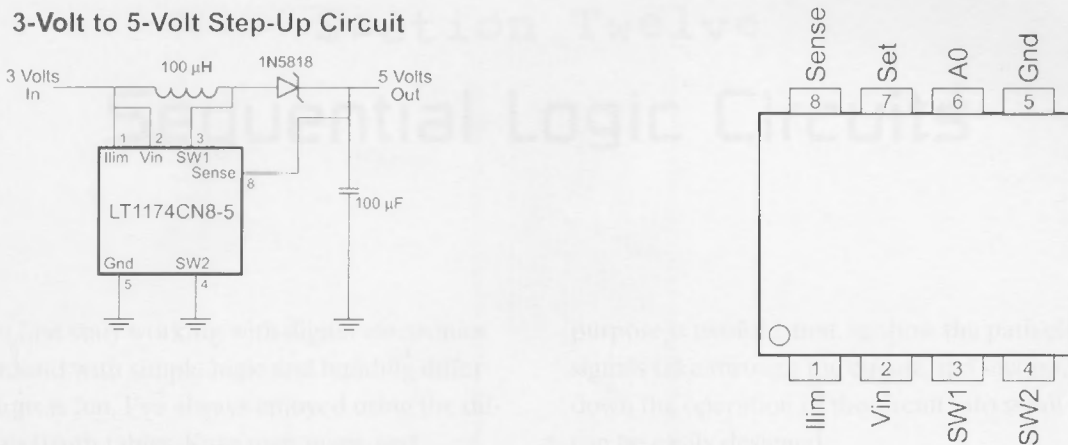 3-Volt to 5-Volt Step-Up Circuit
3 Volts
In
100 µH
1N5818
5 Volts
Out
1
2
3
Ilim
Vin
SW1
Sense
8
LT1174CN8-5
100 µF
Gnd
SW2
5
4
Sense
Set
A0
Gnd
8
7
6
5
1
2
3
4
Ilim
Vin
SW1
SW2
Sequential Logic Circuits